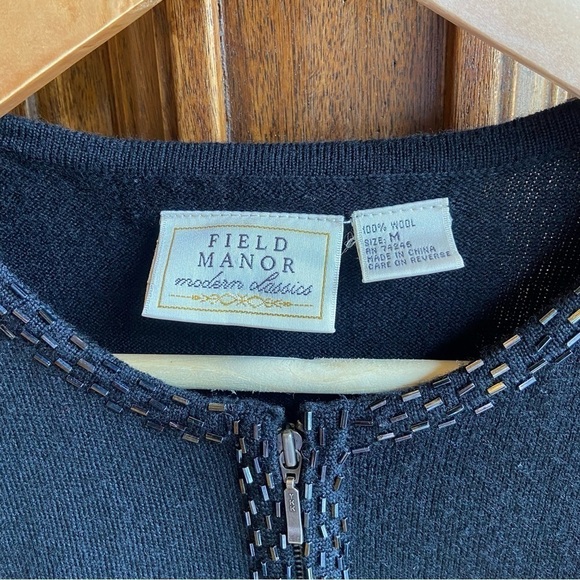 FIELD
MANOR
modern classics
100% WOOL
SIZE: M
RN 74246
MADE IN CHINA
CARE ON REVERSE